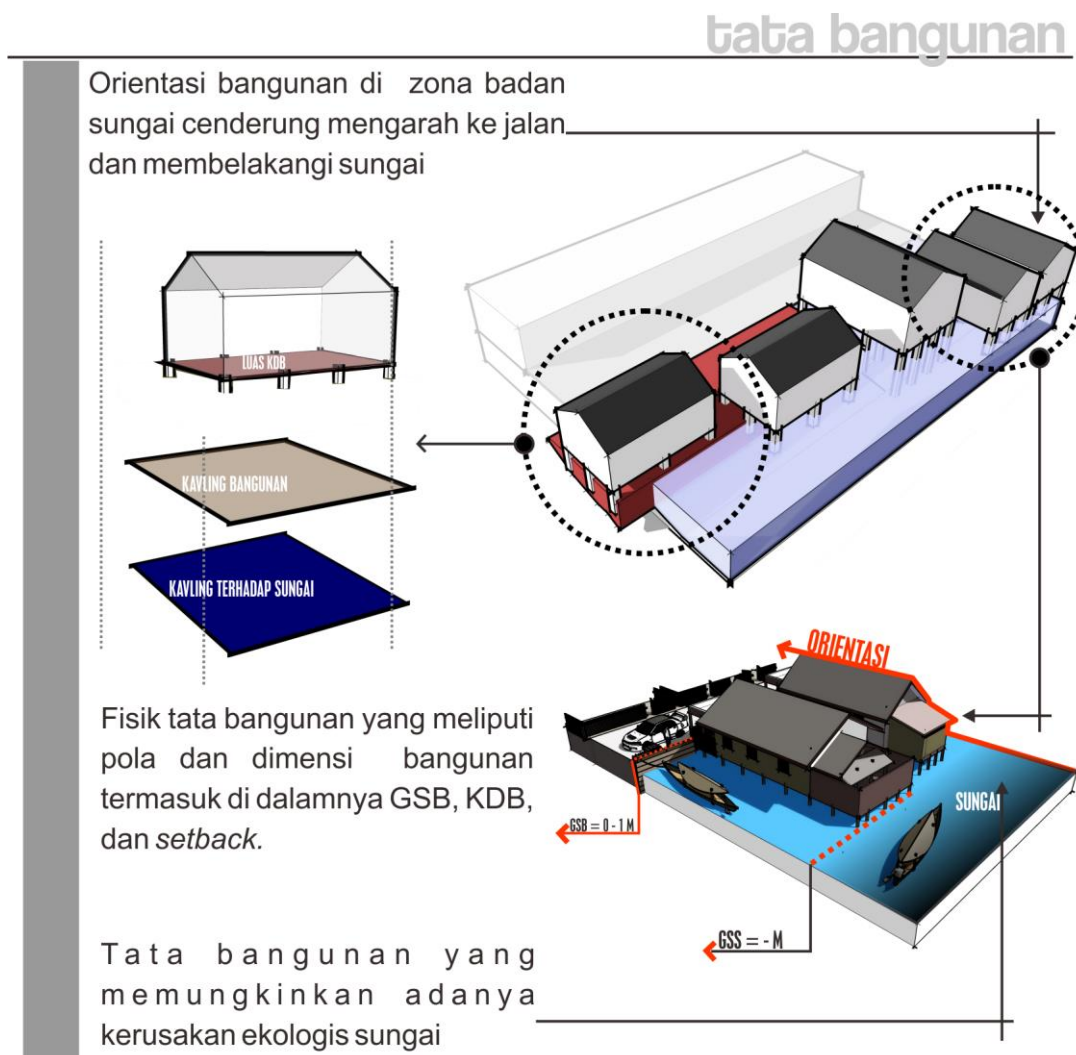 tata bangunan
Orientasi bangunan di zona badan
sungai cenderung mengarah ke jalan
dan membelakangi sungai
LUAS KDB
KAVLING BANGUNAN
KAVLING TERHADAP SUNGAI
Fisik tata bangunan yang meliputi
pola dan dimensi bangunan
termasuk di dalamnya GSB, KDB,
dan setback.
ORIENTASI
SUNGAI
GSB = 0 - 1 M
GSS = - M
Tata bangunan yang
memungkinkan adanya
kerusakan ekologis sungai